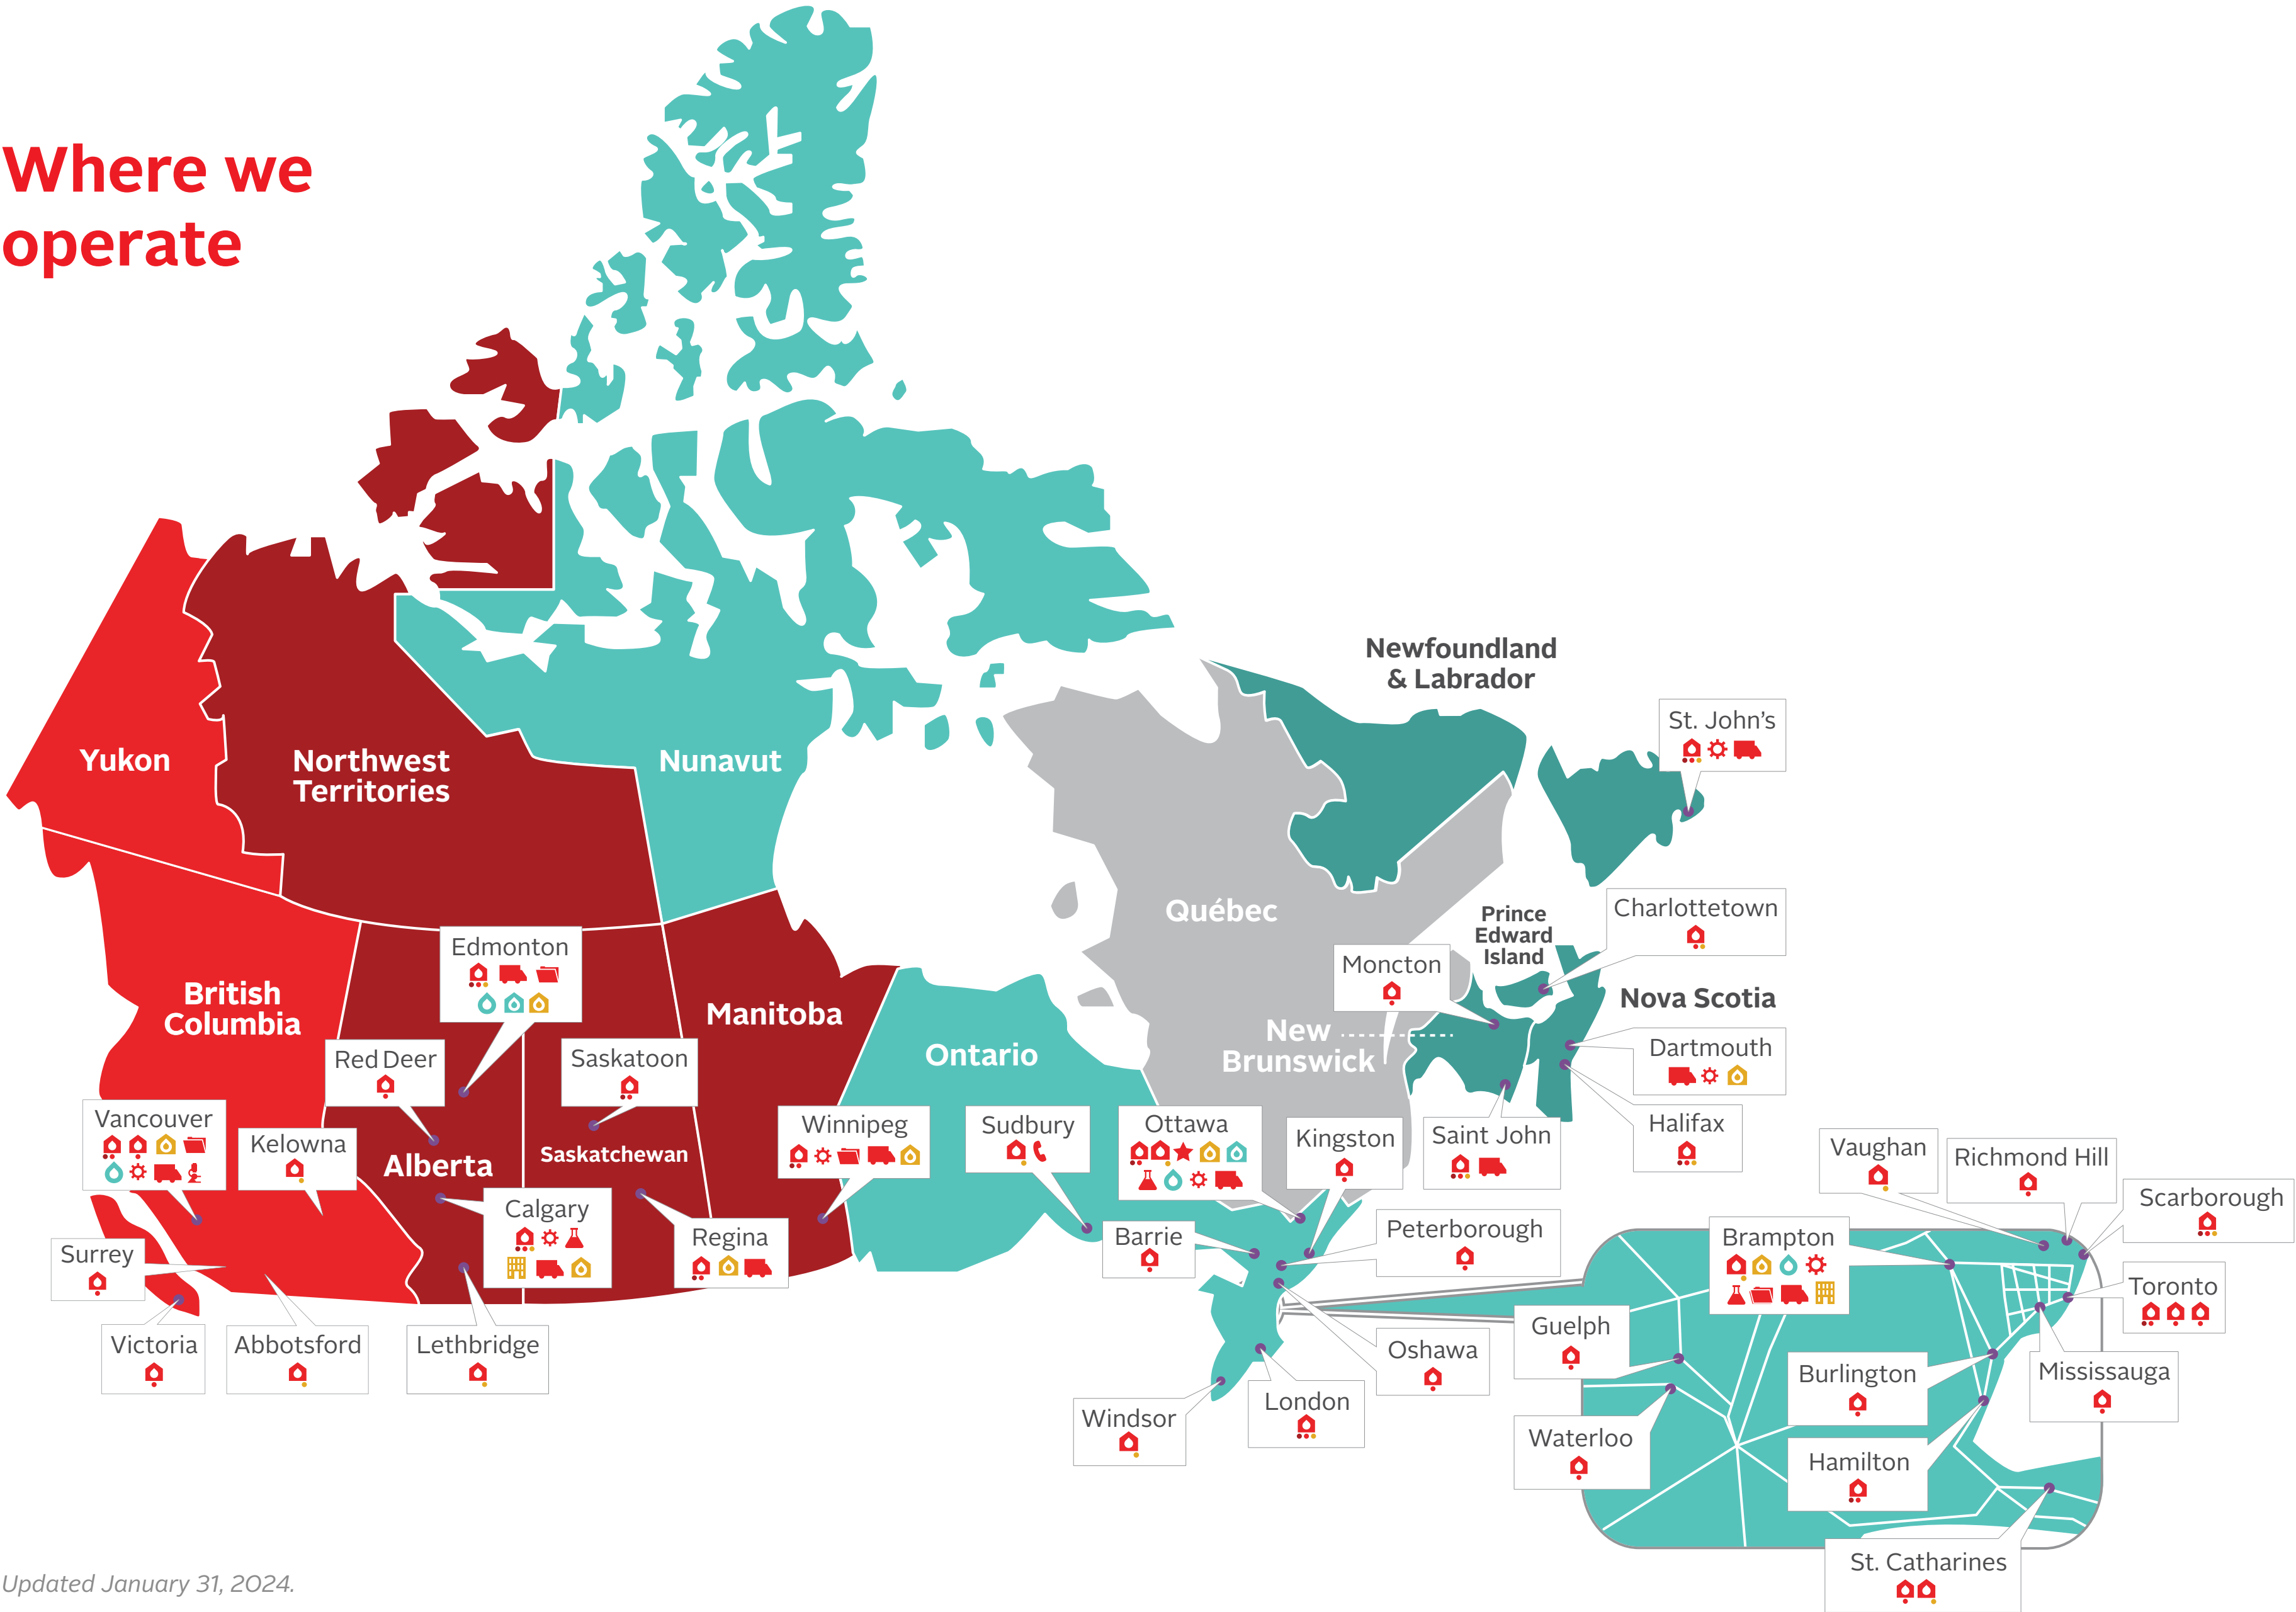 Where we
operate
Newfoundland
& Labrador
St. John's
Yukon
Northwest
Territories
Nunavut
Québec
Prince
Edward
Island
Charlottetown
Edmonton
Moncton
British
Columbia
Manitoba
Nova Scotia
New
Brunswick
Ontario
Dartmouth
Red Deer
Saskatoon
Vancouver
Kelowna
Alberta
Saskatchewan
Winnipeg
Sudbury
Ottawa
Kingston
Saint John
Halifax
Vaughan
Richmond Hill
Scarborough
Calgary
Regina
Barrie
Peterborough
Brampton
Surrey
Toronto
Victoria
Abbotsford
Lethbridge
Oshawa
Guelph
Burlington
Mississauga
Windsor
London
Waterloo
Hamilton
St. Catharines
Updated January 31, 2024.